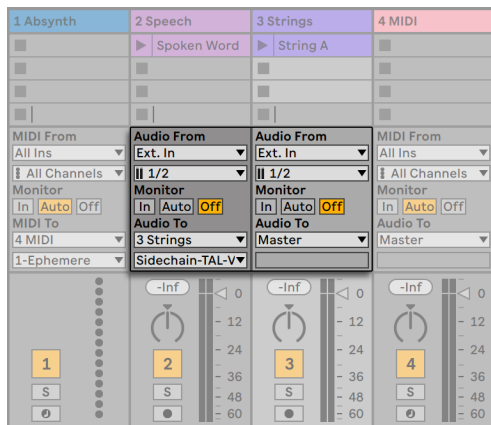 1 Absynth
2 Speech
3 Strings
4 MIDI
Spoken Word
String A
MIDI From
All Ins
All Channels
Monitor
In Auto Off
MIDI To
4 MIDI
1-Ephemere
Audio From
Ext. In
1/2
Monitor
In Auto Off
Audio To
3 Strings
Sidechain-TAL-V
Audio From
Ext. In
1/2
Monitor
In Auto Off
Audio To
Master
MIDI From
All Ins
All Channels
Monitor
In Auto Off
Audio To
Master
1
-Inf
0
12
24
36
48
60
2
S
-Inf
0
12
24
36
48
60
3
S
-Inf
0
12
24
36
48
60
4
S
S